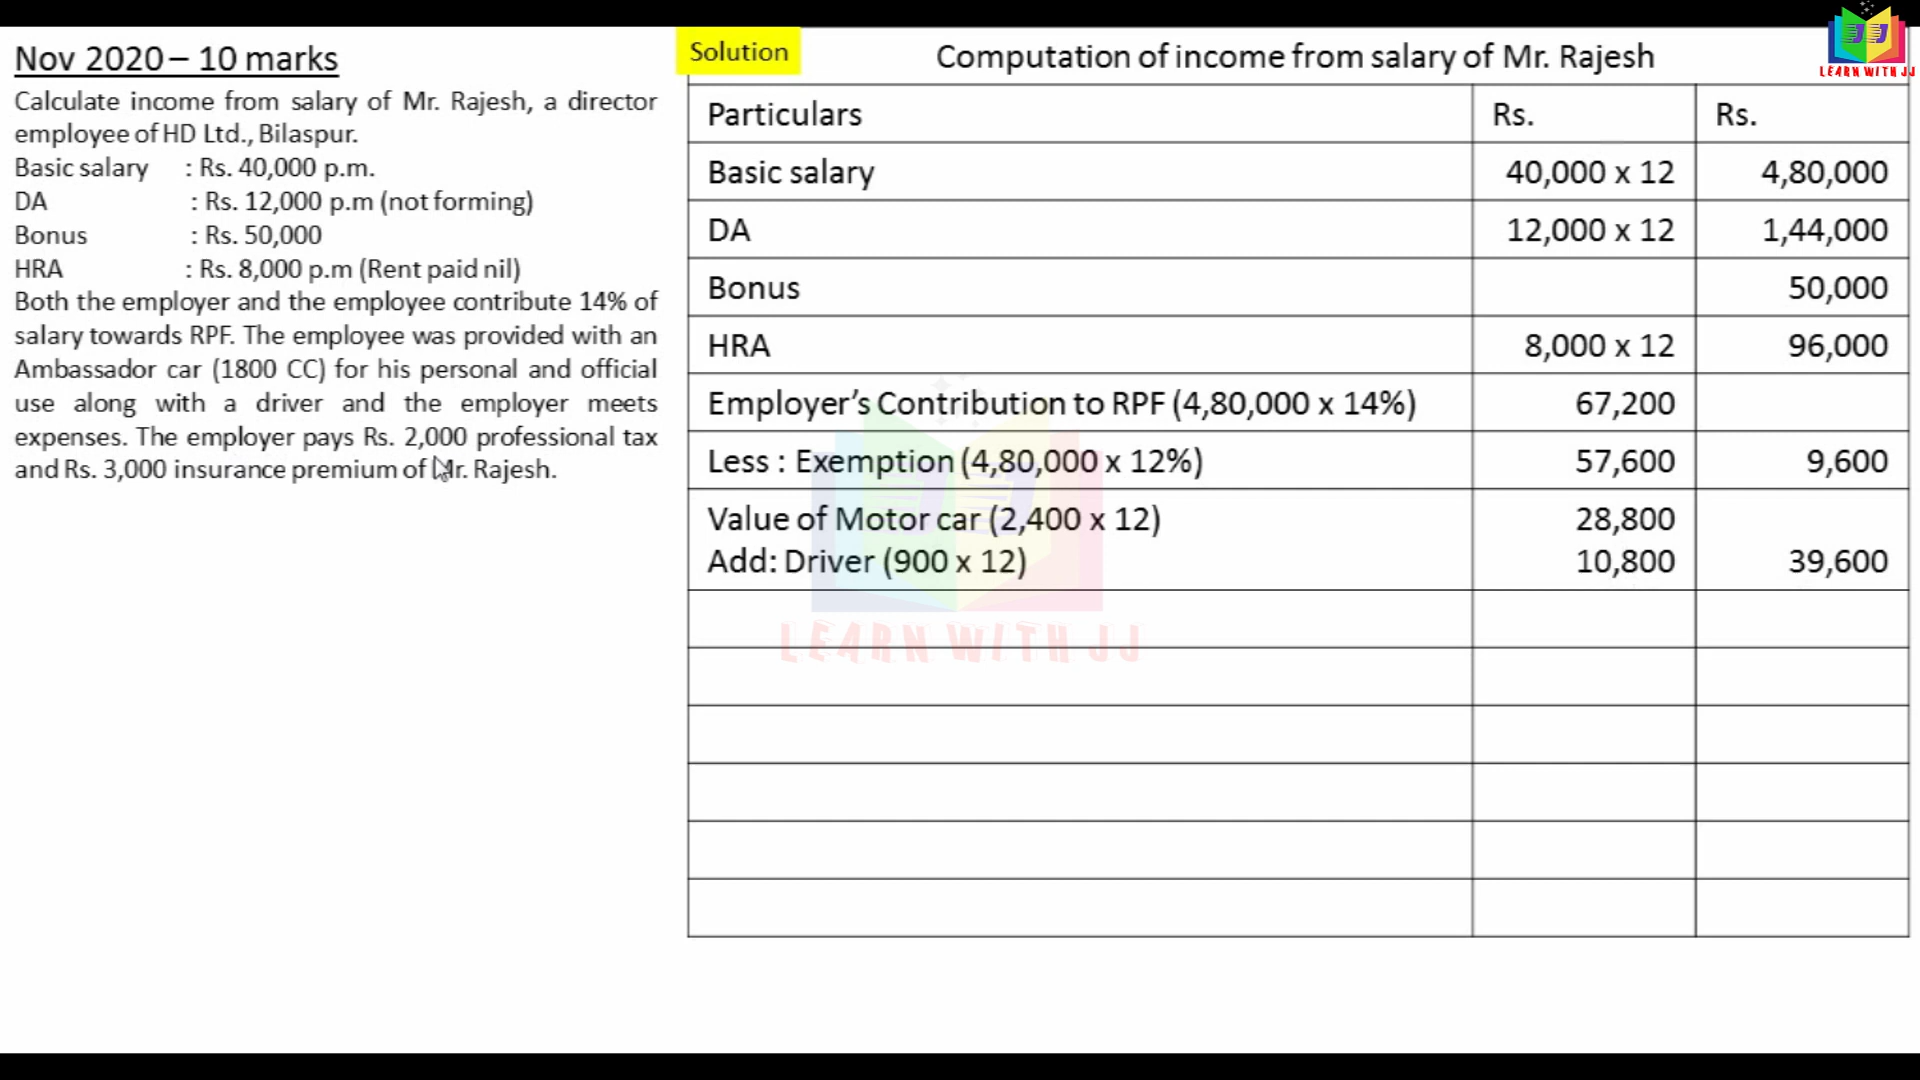 Nov 2020 – 10 marks
Calculate income from salary of Mr. Rajesh, a director
employee of HD Ltd., Bilaspur.
Basic salary : Rs. 40,000 p.m.
DA : Rs. 12,000 p.m (not forming)
Bonus : Rs. 50,000
HRA : Rs. 8,000 p.m (Rent paid nil)
Both the employer and the employee contribute 14% of
salary towards RPF. The employee was provided with an
Ambassador car (1800 CC) for his personal and official
use along with a driver and the employer meets
expenses. The employer pays Rs. 2,000 professional tax
and Rs. 3,000 insurance premium of Mr. Rajesh.
Solution
Computation of income from salary of Mr. Rajesh
LEARN WITH JJ
Particulars Rs. Rs.
Basic salary 40,000 x 12 4,80,000
DA 12,000 x 12 1,44,000
Bonus 50,000
HRA 8,000 x 12 96,000
Employer's Contribution to RPF (4,80,000 x 14%) 67,200
Less : Exemption (4,80,000 x 12%) 57,600 9,600
Value of Motor car (2,400 x 12) 28,800
Add: Driver (900 x 12) 10,800 39,600
LEARN WITH JJ